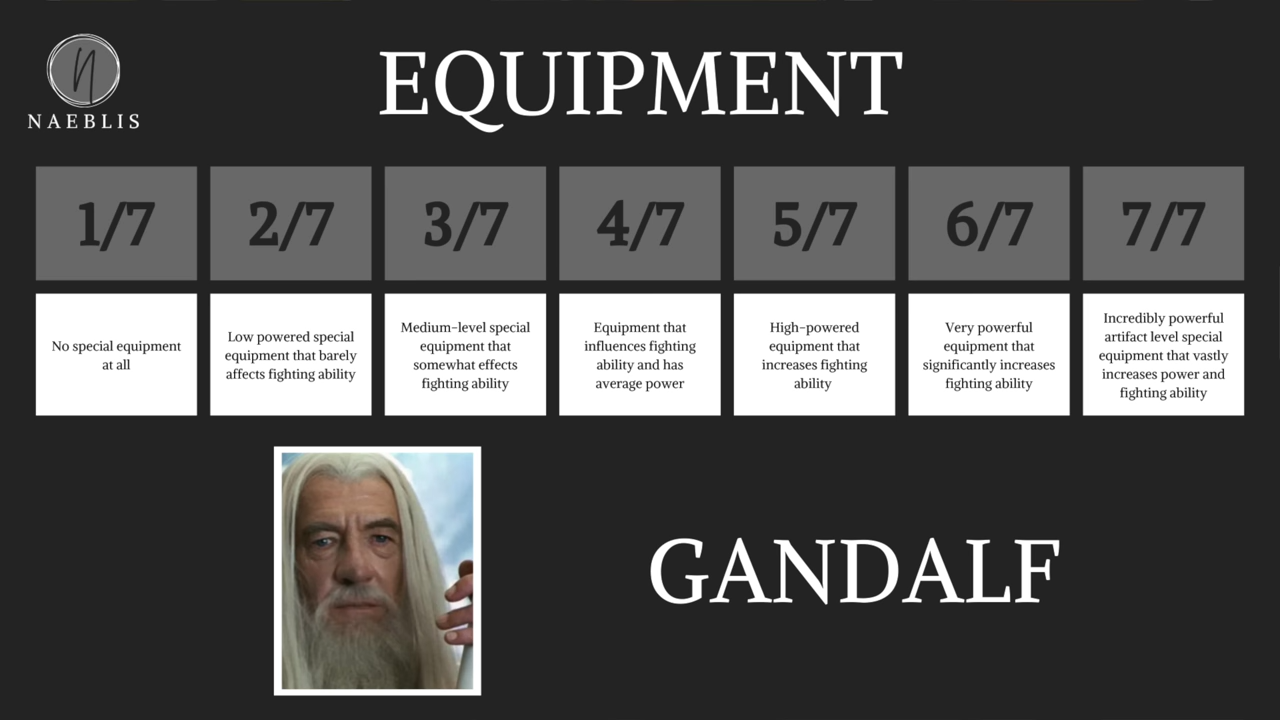 NAEBLIS
EQUIPMENT
1/7
2/7
3/7
4/7
5/7
6/7
7/7
No special equipment
at all
Low powered special
equipment that barely
affects fighting ability
Medium-level special
equipment that
somewhat effects
fighting ability
Equipment that
influences fighting
ability and has
average power
High-powered
equipment that
increases fighting
ability
Very powerful
equipment that
significantly increases
fighting ability
Incredibly powerful
artifact level special
equipment that vastly
increases power and
fighting ability
GANDALF